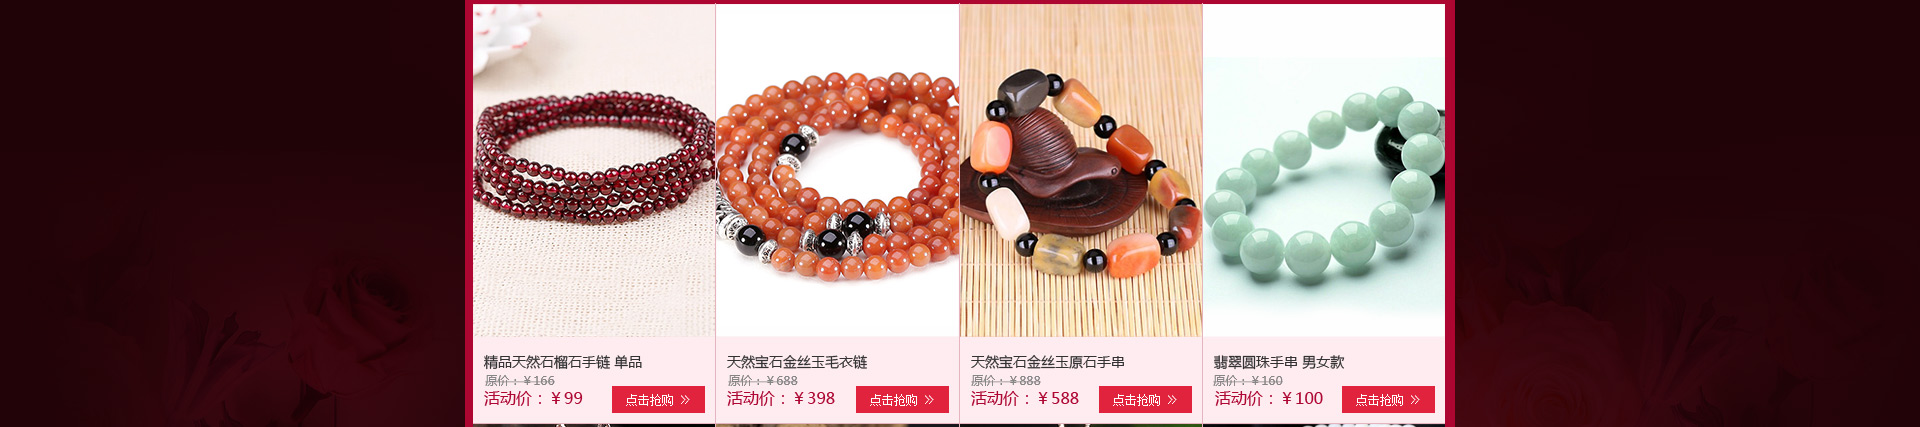 精品天然石榴石手链 单品
原价：￥166
活动价：￥99
点击抢购 »
天然宝石金丝玉毛衣链
原价：￥688
活动价：￥398
点击抢购 »
天然宝石金丝玉原石手串
原价：￥888
活动价：￥588
点击抢购 »
翡翠圆珠手串 男女款
原价：￥160
活动价：￥100
点击抢购 »